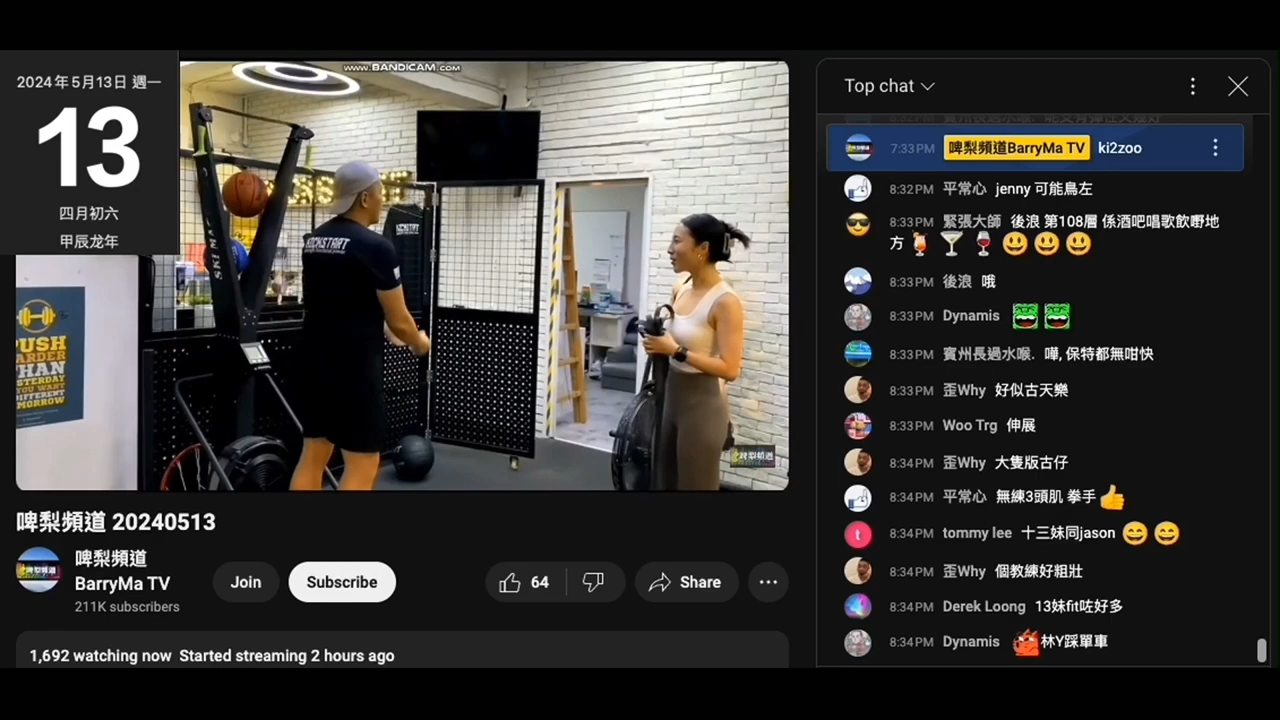 2024年5月13日 週一
13
四月初六
甲辰龙年
WWW.BANDICAM.COM
KICKSTART
KICKSTART
SKI
PUSH
HARDER
THAN
YESTERDAY
YOU WANT
DIFFERENT
TOMORROW
啤梨頻道
啤梨頻道 20240513
啤梨頻道
BarryMa TV
211K subscribers
Join
Subscribe
64
Share
1,692 watching now Started streaming 2 hours ago
Top chat
7:33 PM 啤梨頻道BarryMa TV ki2zoo
8:32 PM 平常心 jenny 可能鳥左
8:33 PM 緊張大師 後浪 第108層 係酒吧唱歌飲嘢地
方 🍹🍸🍷😃😃😃
8:33 PM 後浪 哦
8:33 PM Dynamis
8:33 PM 賓州長過水喉. 嘩, 保特都無咁快
8:33 PM 歪Why 好似古天樂
8:33 PM Woo Trg 伸展
8:34 PM 歪Why 大隻版古仔
8:34 PM 平常心 無練3頭肌 拳手👍
8:34 PM tommy lee 十三妹同jason 😄😄
8:34 PM 歪Why 個教練好粗壯
8:34 PM Derek Loong 13妹fit咗好多
8:34 PM Dynamis 林Y踩單車